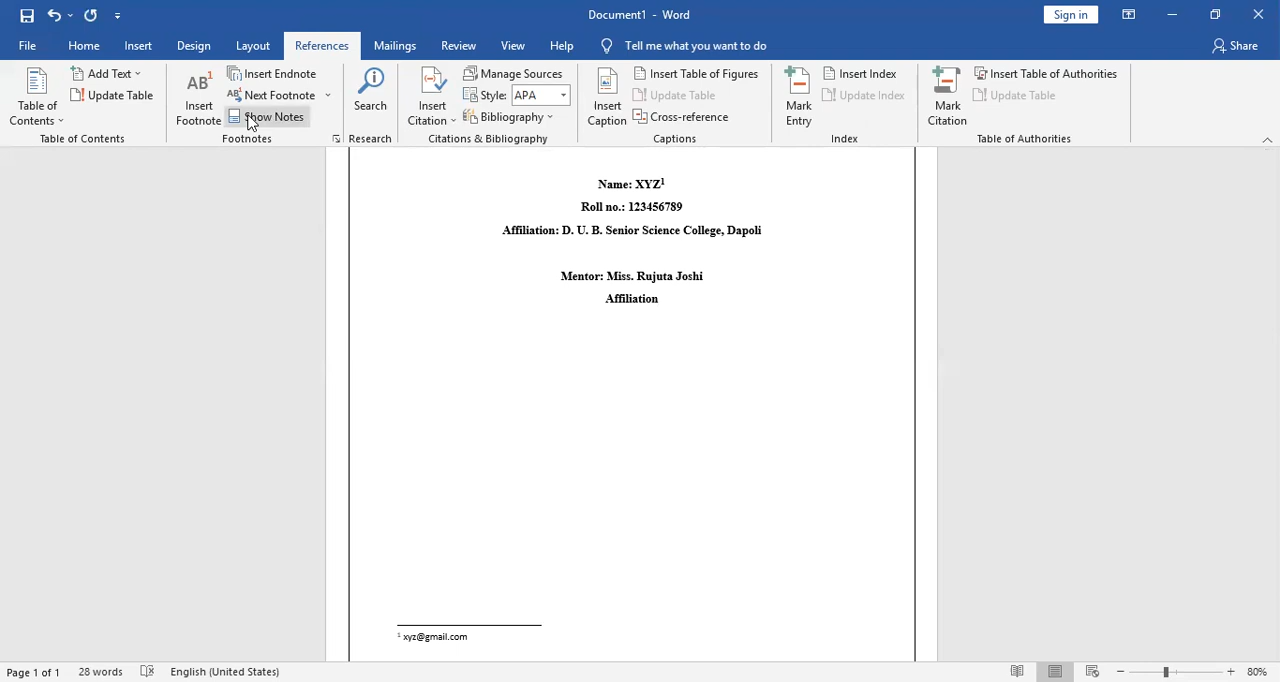 Document1 - Word
Sign in
File Home Insert Design Layout References Mailings Review View Help Tell me what you want to do Share
Table of Contents
Add Text
Update Table
Table of Contents
AB1
Insert Footnote
Insert Endnote
Next Footnote
Show Notes
Footnotes
Search
Research
Insert Citation
Manage Sources
Style: APA
Bibliography
Citations & Bibliography
Insert Caption
Insert Table of Figures
Update Table
Cross-reference
Captions
Mark Entry
Insert Index
Update Index
Index
Mark Citation
Insert Table of Authorities
Update Table
Table of Authorities
Name: XYZ1
Roll no.: 123456789
Affiliation: D. U. B. Senior Science College, Dapoli
Mentor: Miss. Rujuta Joshi
Affiliation
1 xyz@gmail.com
Page 1 of 1 28 words English (United States) 80%